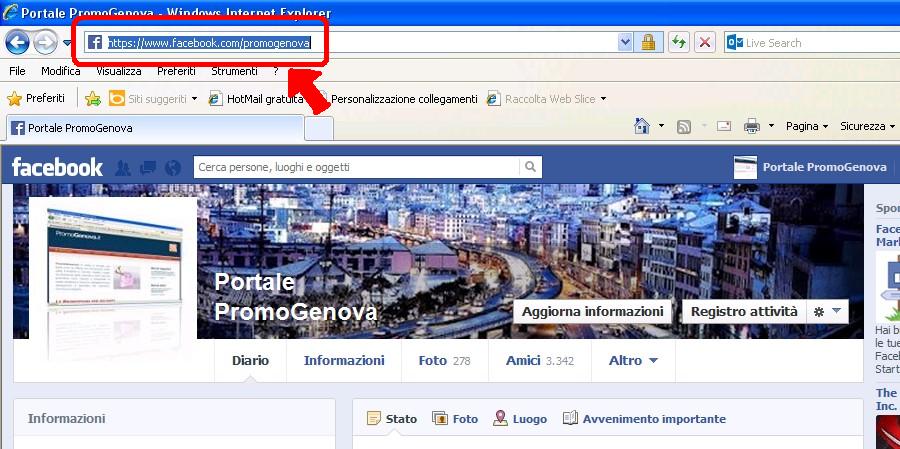 Portale PromoGenova - Windows Internet Explorer
https://www.facebook.com/promogenova
Live Search
File Modifica Visualizza Preferiti Strumenti ?
Preferiti Siti suggeriti HotMail gratuita Personalizzazione collegamenti Raccolta Web Slice
Portale PromoGenova
Pagina Sicurezza
facebook Cerca persone, luoghi e oggetti Portale PromoGenova
PromoGenova.it
Portale
PromoGenova
Aggiorna informazioni Registro attività
Diario Informazioni Foto 278 Amici 3.342 Altro
Informazioni
Stato Foto Luogo Avvenimento importante
Spon
Face
Mark
Hai b
le tue
Facel
Start
The
Inc.